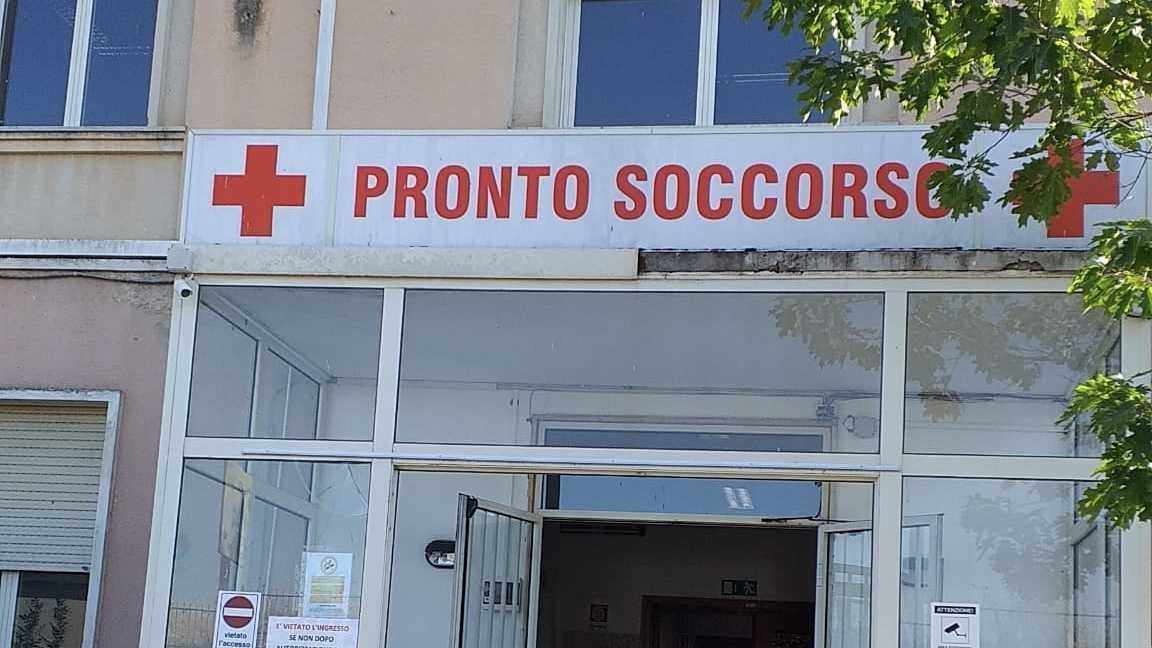 PRONTO SOCCORSO
vietato
l'accesso
E' VIETATO L'INGRESSO
SE NON DOPO
ATTENZIONE!